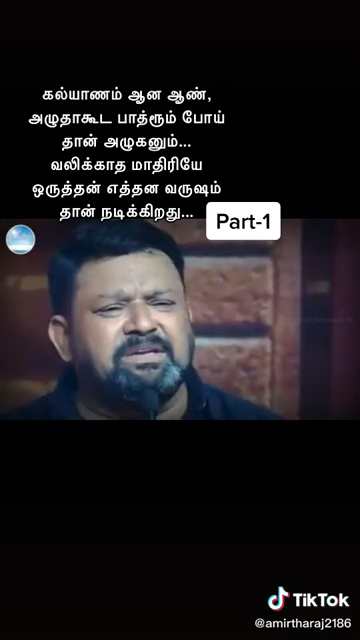 கல்யாணம் ஆன ஆண்,
அழுதாகூட பாத்ரூம் போய்
தான் அழுகனும்...
வலிக்காத மாதிரியே
ஒருத்தன் எத்தன வருஷம்
தான் நடிக்கிறது...
Part-1
TikTok
@amirtharaj2186